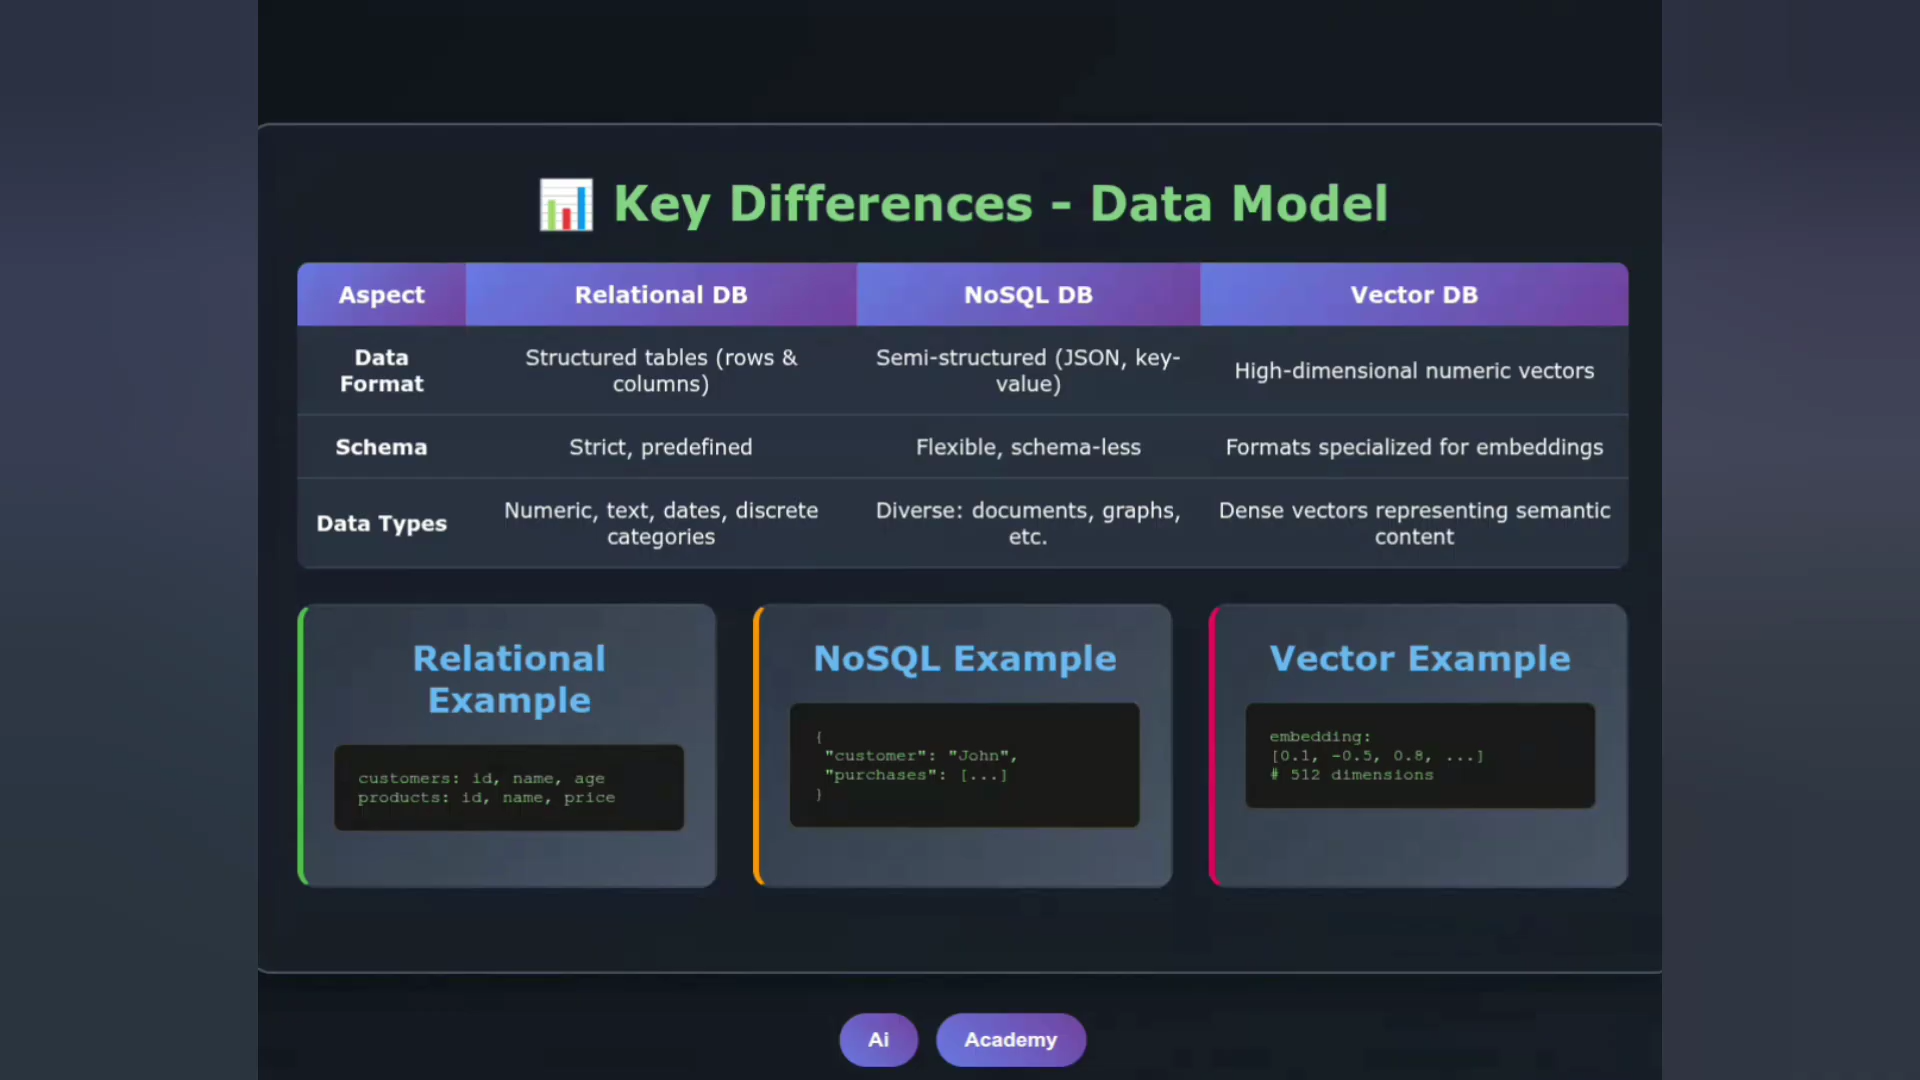 Key Differences - Data Model
Aspect
Relational DB
NoSQL DB
Vector DB
Data
Format
Structured tables (rows &
columns)
Semi-structured (JSON, key-
value)
High-dimensional numeric vectors
Schema
Strict, predefined
Flexible, schema-less
Formats specialized for embeddings
Data Types
Numeric, text, dates, discrete
categories
Diverse: documents, graphs,
etc.
Dense vectors representing semantic
content
Relational
Example
customers: id, name, age
products: id, name, price
NoSQL Example
{
"customer": "John",
"purchases": [...]
}
Vector Example
embedding:
[0.1, -0.5, 0.8, ...]
# 512 dimensions
Ai
Academy